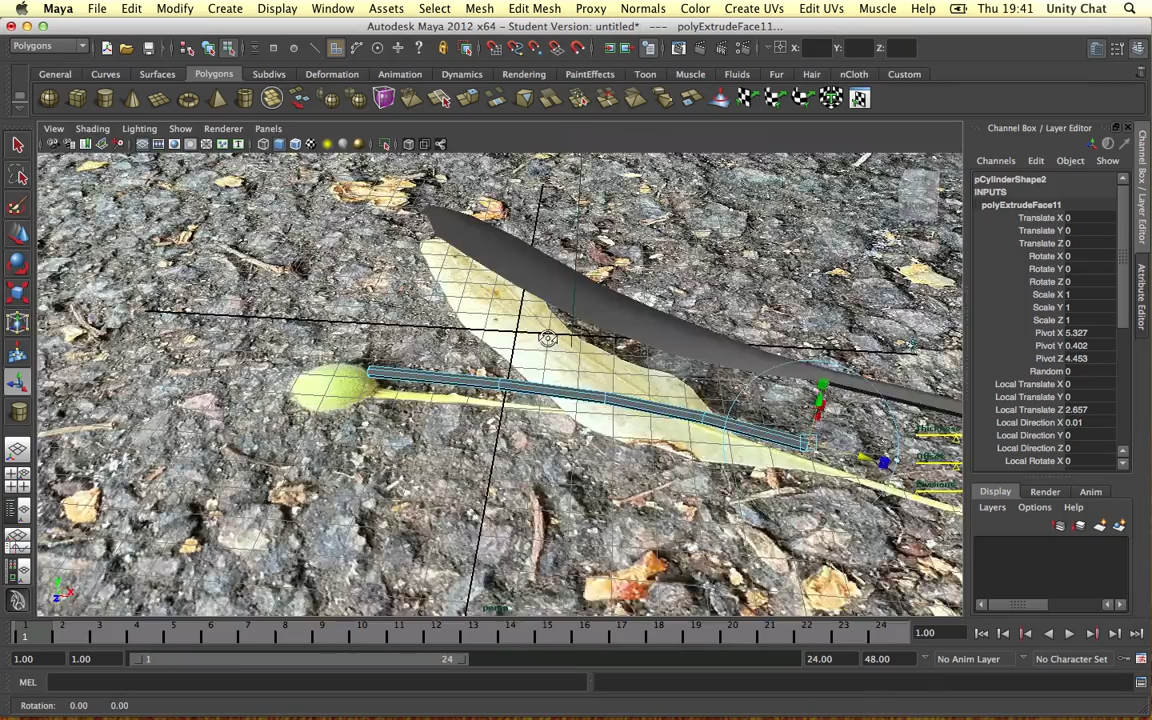 Maya File Edit Modify Create Display Window Assets Select Mesh Edit Mesh Proxy Normals Color Create UVs Edit UVs Muscle Help Thu 19:41 Unity Chat
Autodesk Maya 2012 x64 - Student Version: untitled* --- polyExtrudeFace11...
Polygons X: Y: Z:
General Curves Surfaces Polygons Subdivs Deformation Animation Dynamics Rendering PaintEffects Toon Muscle Fluids Fur Hair nCloth Custom
View Shading Lighting Show Renderer Panels
Channel Box / Layer Editor
Channels Edit Object Show
pCylinderShape2
INPUTS
polyExtrudeFace11
Translate X 0
Translate Y 0
Translate Z 0
Rotate X 0
Rotate Y 0
Rotate Z 0
Scale X 1
Scale Y 1
Scale Z 1
Pivot X 5.327
Pivot Y 0.402
Pivot Z 4.453
Random 0
Local Translate X 0
Local Translate Y 0
Local Translate Z 2.657
Local Direction X 0.01
Local Direction Y 0
Local Direction Z 0
Local Rotate X 0
Channel Box / Layer Editor
Attribute Editor
Display Render Anim
Layers Options Help
Divisions
persp
y
z x
1 2 3 4 5 6 7 8 9 10 11 12 13 14 15 16 17 18 19 20 21 22 23 24
1 1.00
1.00 1.00 1 24 24.00 48.00 No Anim Layer No Character Set
MEL
Rotation: 0.00 0.00